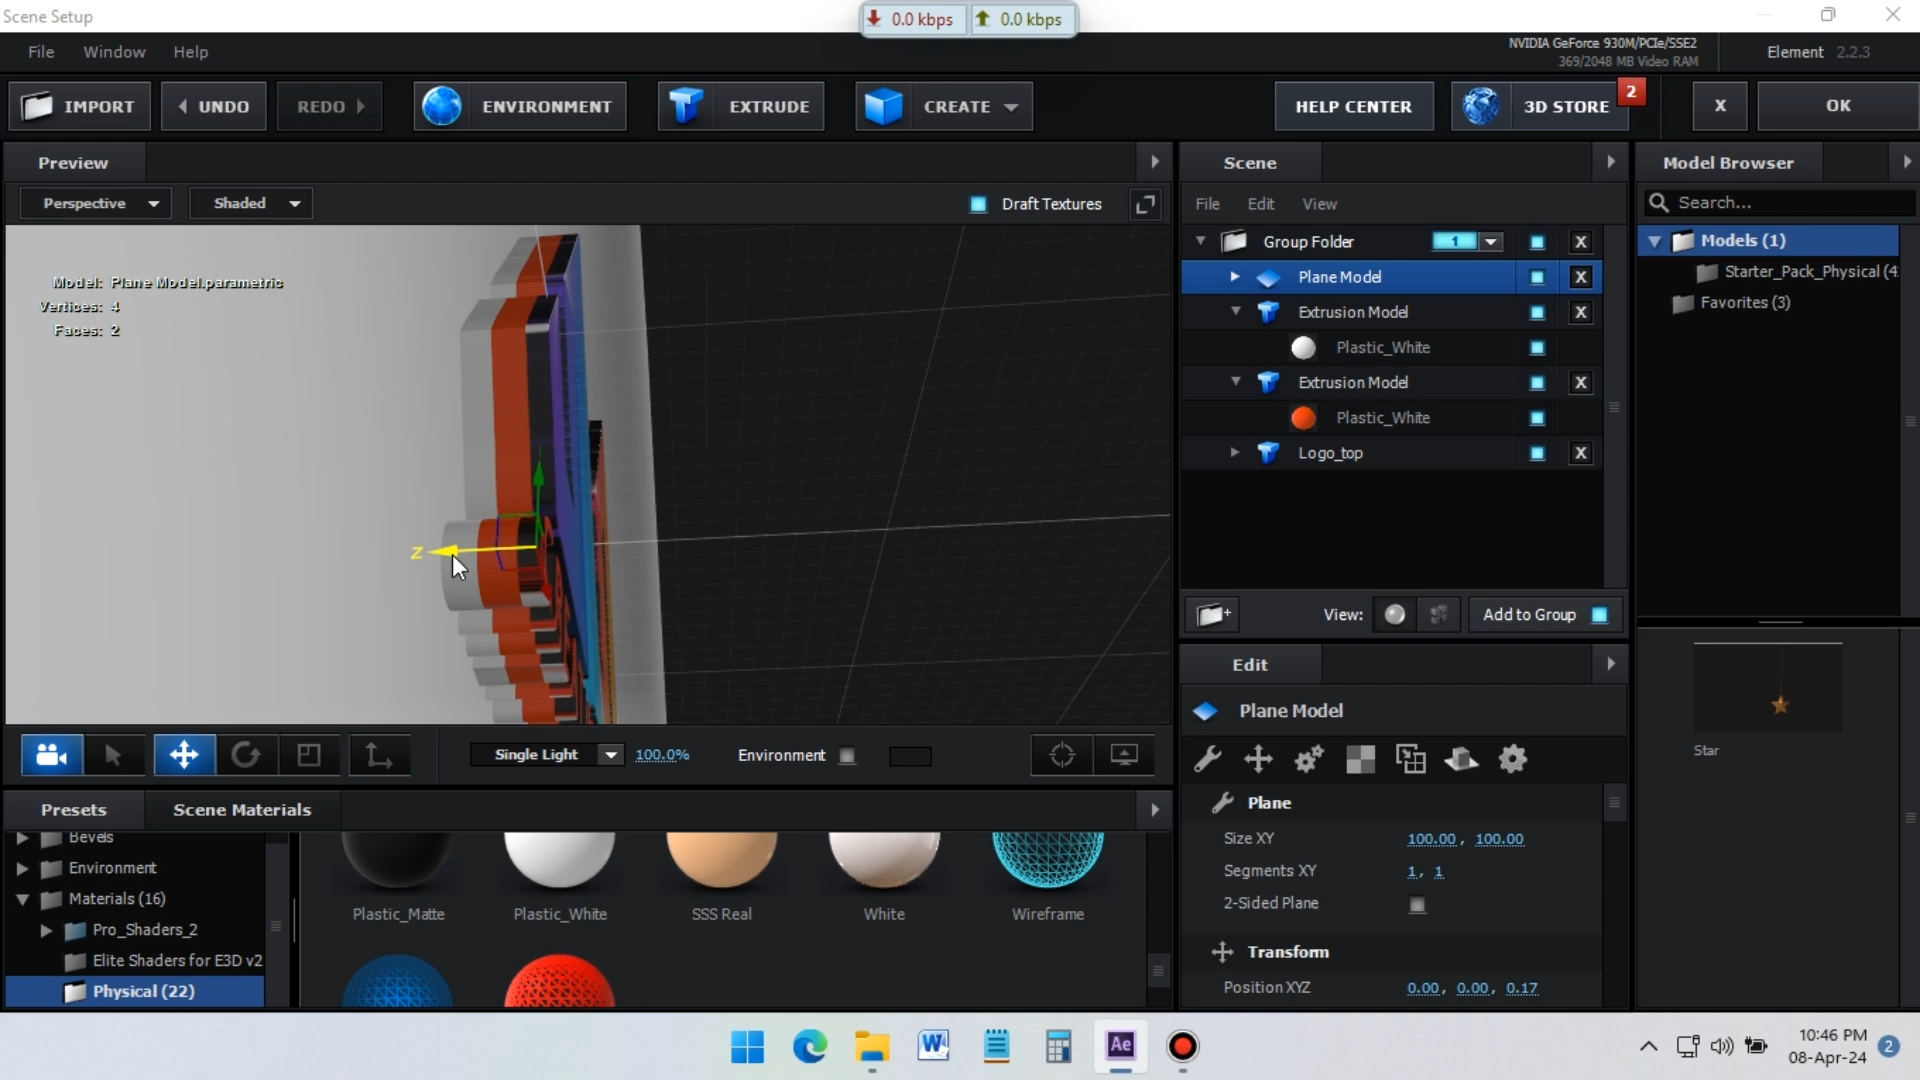 Scene Setup
0.0 kbps
0.0 kbps
File Window Help
NVIDIA GeForce 930M/PCIe/SSE2
369/2048 MB Video RAM
Element 2.2.3
IMPORT
UNDO
REDO
ENVIRONMENT
EXTRUDE
CREATE
HELP CENTER
3D STORE
2
X
OK
Preview
Scene
Model Browser
Perspective
Shaded
Draft Textures
File Edit View
Search...
Model: Plane Model.parametric
Vertices: 4
Faces: 2
Z
Group Folder
1
X
Plane Model
X
Extrusion Model
X
Plastic_White
Extrusion Model
X
Plastic_White
Logo_top
X
Models (1)
Starter_Pack_Physical (4
Favorites (3)
View:
Add to Group
Edit
Plane Model
Star
Single Light
100.0%
Environment
Plane
Size XY
100.00, 100.00
Segments XY
1, 1
2-Sided Plane
Transform
Position XYZ
0.00, 0.00, 0.17
Presets
Scene Materials
Bevels
Environment
Materials (16)
Pro_Shaders_2
Elite Shaders for E3D v2
Physical (22)
Plastic_Matte
Plastic_White
SSS Real
White
Wireframe
W
Ae
10:46 PM
08-Apr-24
2